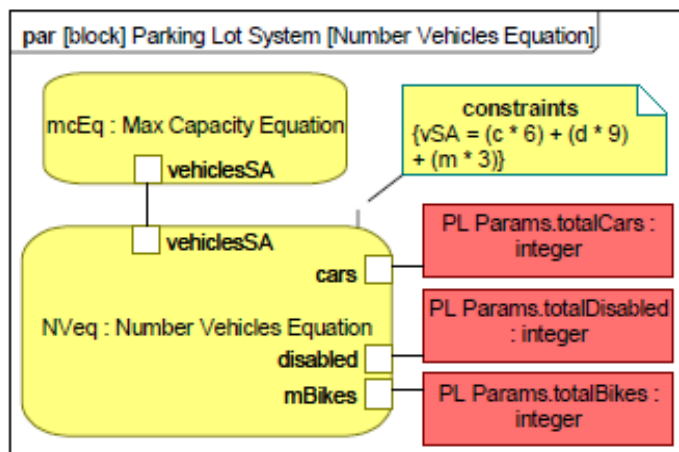 par [block] Parking Lot System [Number Vehicles Equation]
mcEq : Max Capacity Equation
vehiclesSA
constraints
{vSA = (c * 6) + (d * 9)
+ (m * 3)}
vehiclesSA
cars
NVeq : Number Vehicles Equation
disabled
mBikes
PL Params.totalCars :
integer
PL Params.totalDisabled
: integer
PL Params.totalBikes :
integer